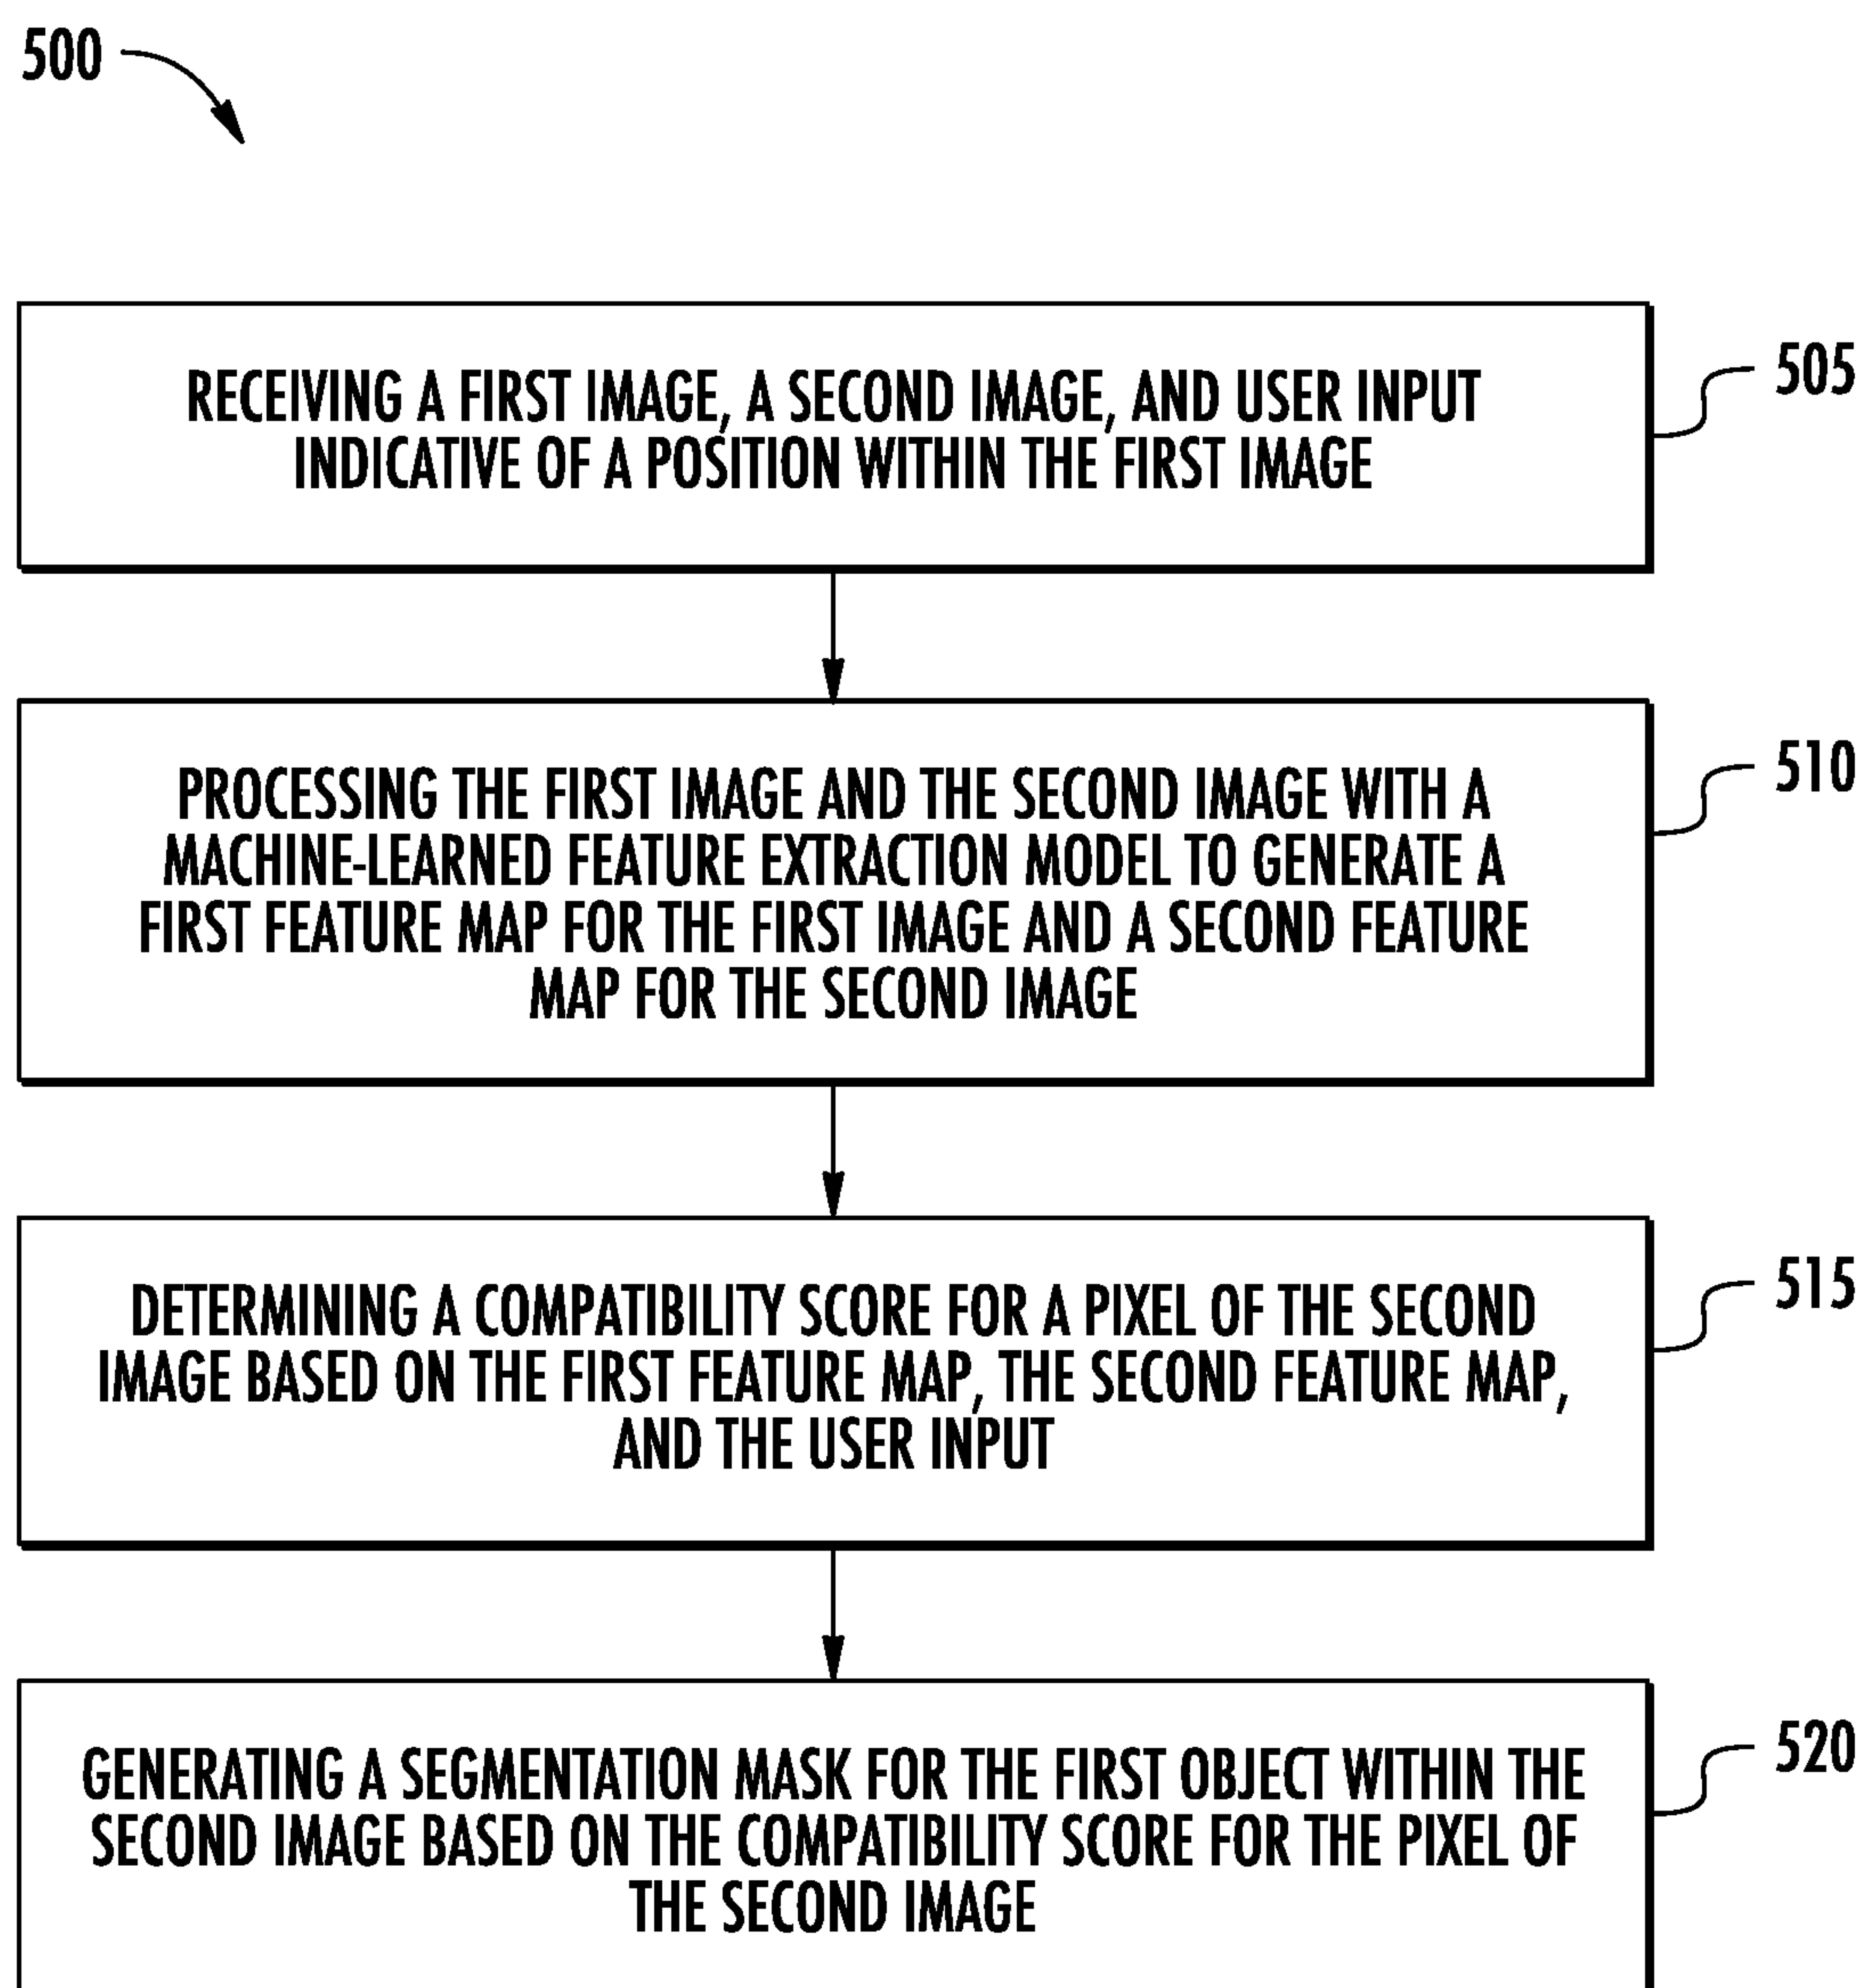 500
RECEIVING A FIRST IMAGE, A SECOND IMAGE, AND USER INPUT
INDICATIVE OF A POSITION WITHIN THE FIRST IMAGE
505
PROCESSING THE FIRST IMAGE AND THE SECOND IMAGE WITH A
MACHINE-LEARNED FEATURE EXTRACTION MODEL TO GENERATE A
FIRST FEATURE MAP FOR THE FIRST IMAGE AND A SECOND FEATURE
MAP FOR THE SECOND IMAGE
510
DETERMINING A COMPATIBILITY SCORE FOR A PIXEL OF THE SECOND
IMAGE BASED ON THE FIRST FEATURE MAP, THE SECOND FEATURE MAP,
AND THE USER INPUT
515
GENERATING A SEGMENTATION MASK FOR THE FIRST OBJECT WITHIN THE
SECOND IMAGE BASED ON THE COMPATIBILITY SCORE FOR THE PIXEL OF
THE SECOND IMAGE
520